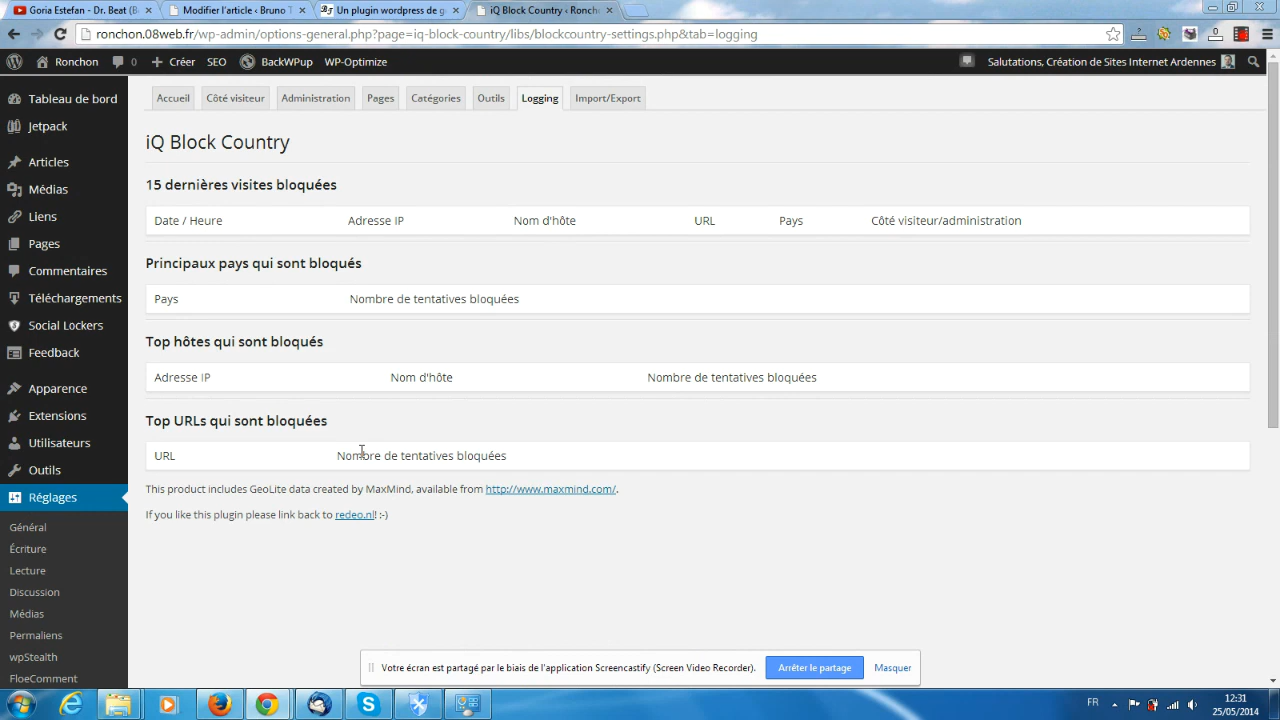 Goria Estefan - Dr. Beat (B
Modifier l'article ‹ Bruno T
Un plugin wordpress de g
iQ Block Country ‹ Roncho
ronchon.08web.fr/wp-admin/options-general.php?page=iq-block-country/libs/blockcountry-settings.php&tab=logging
Ronchon
0
Créer
SEO
BackWPup
WP-Optimize
Salutations, Création de Sites Internet Ardennes
Tableau de bord
Jetpack
Articles
Médias
Liens
Pages
Commentaires
Téléchargements
Social Lockers
Feedback
Apparence
Extensions
Utilisateurs
Outils
Réglages
Général
Écriture
Lecture
Discussion
Médias
Permaliens
wpStealth
FloeComment
Accueil
Côté visiteur
Administration
Pages
Catégories
Outils
Logging
Import/Export
iQ Block Country
15 dernières visites bloquées
Date / Heure Adresse IP Nom d'hôte URL Pays Côté visiteur/administration
Principaux pays qui sont bloqués
Pays Nombre de tentatives bloquées
Top hôtes qui sont bloqués
Adresse IP Nom d'hôte Nombre de tentatives bloquées
Top URLs qui sont bloquées
URL Nombre de tentatives bloquées
This product includes GeoLite data created by MaxMind, available from http://www.maxmind.com/.
If you like this plugin please link back to redeo.nl! :-)
Votre écran est partagé par le biais de l'application Screencastify (Screen Video Recorder).
Arrêter le partage
Masquer
FR
12:31
25/05/2014